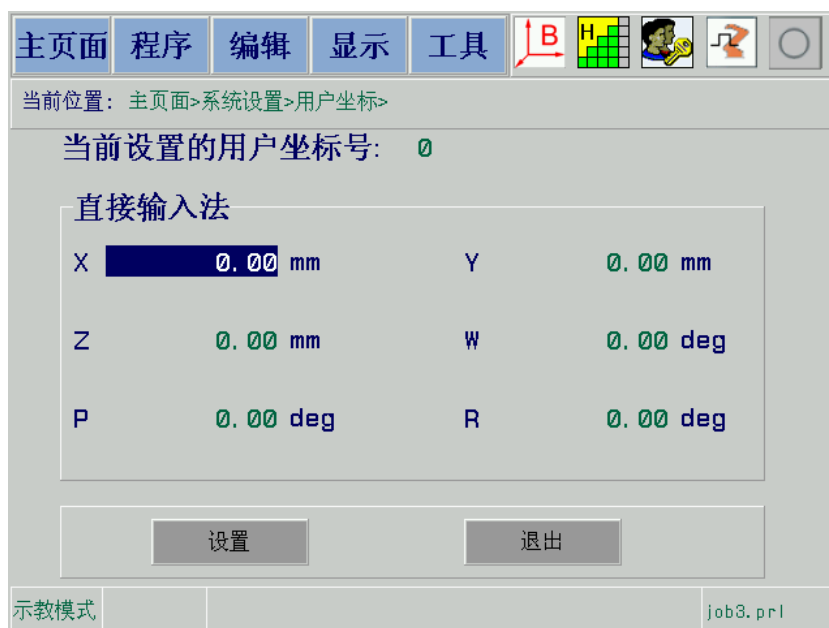 主页面 程序 编辑 显示 工具 B H
当前位置: 主页面>系统设置>用户坐标>
当前设置的用户坐标号: 0
直接输入法
X 0.00 mm Y 0.00 mm
Z 0.00 mm W 0.00 deg
P 0.00 deg R 0.00 deg
设置 退出
示教模式 job3.prl